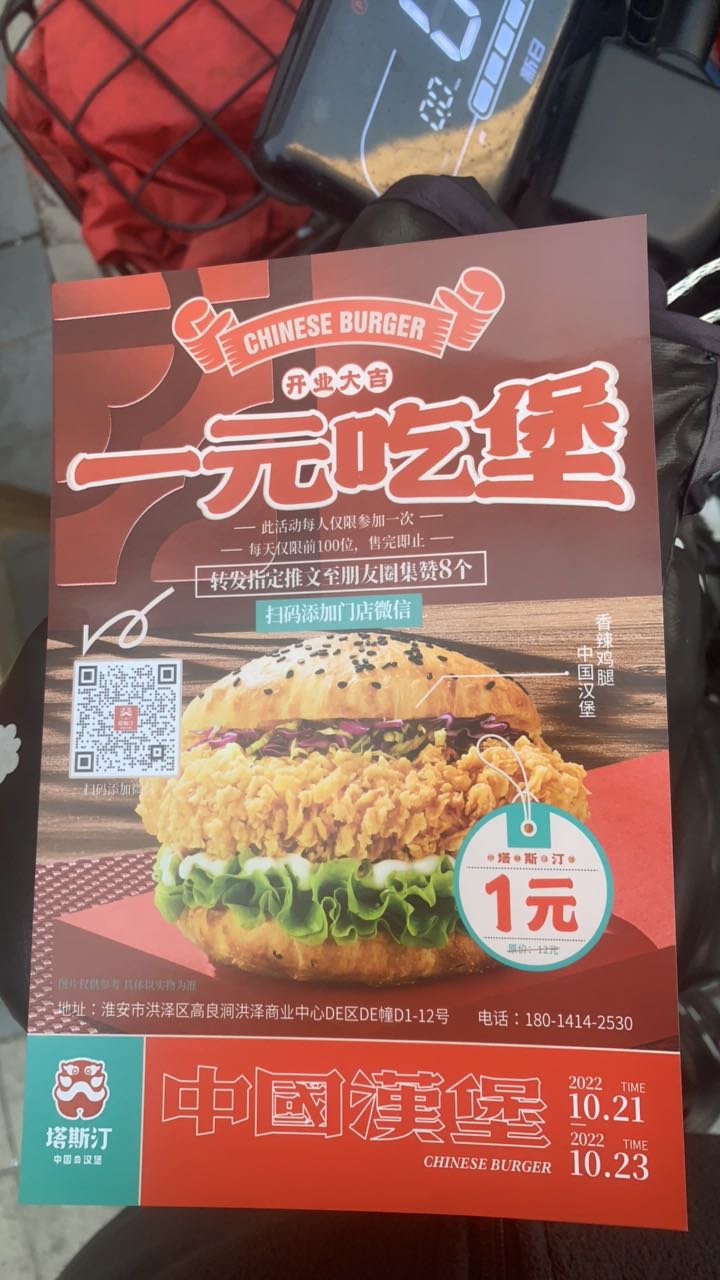 新日
CHINESE BURGER
开业大吉
一元吃堡
此活动每人仅限参加一次
每天仅限前100位，售完即止
转发指定推文至朋友圈集赞8个
扫码添加门店微信
香辣鸡腿
中国汉堡
扫码添加微
塔斯汀
1元
原价：12元
图片仅供参考 具体以实物为准
地址：淮安市洪泽区高良涧洪泽商业中心DE区DE幢D1-12号 电话：180-1414-2530
塔斯汀
中国汉堡
中國漢堡
CHINESE BURGER
2022 TIME
10.21
2022 TIME
10.23